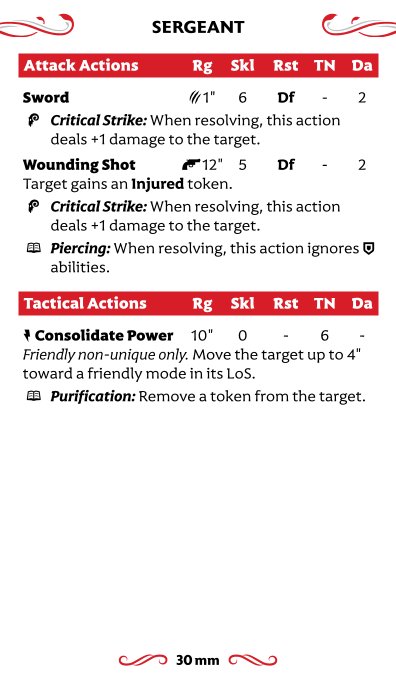 SERGEANT
Attack Actions Rg Skl Rst TN Da
Sword 1" 6 Df - 2
Critical Strike: When resolving, this action
deals +1 damage to the target.
Wounding Shot 12" 5 Df - 2
Target gains an Injured token.
Critical Strike: When resolving, this action
deals +1 damage to the target.
Piercing: When resolving, this action ignores
abilities.
Tactical Actions Rg Skl Rst TN Da
Consolidate Power 10" 0 - 6 -
Friendly non-unique only. Move the target up to 4"
toward a friendly mode in its LoS.
Purification: Remove a token from the target.
30 mm